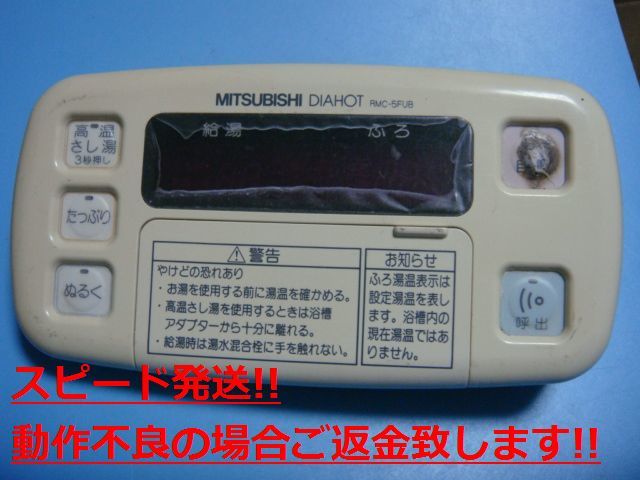 MITSUBISHI DIAHOT RMC-5FUB
給湯 ふろ
高温
さし湯
3秒押し
たっぷり
ぬるく
呼出
⚠警告
やけどの恐れあり
・お湯を使用する前に湯温を確かめる。
・高温さし湯を使用するときは浴槽
アダプターから十分に離れる。
・給湯時は湯水混合栓に手を触れない。
お知らせ
ふろ湯温表示は
設定湯温を表し
ます。浴槽内の
現在湯温ではあ
りません。
スピード発送!!
動作不良の場合ご返金致します!!